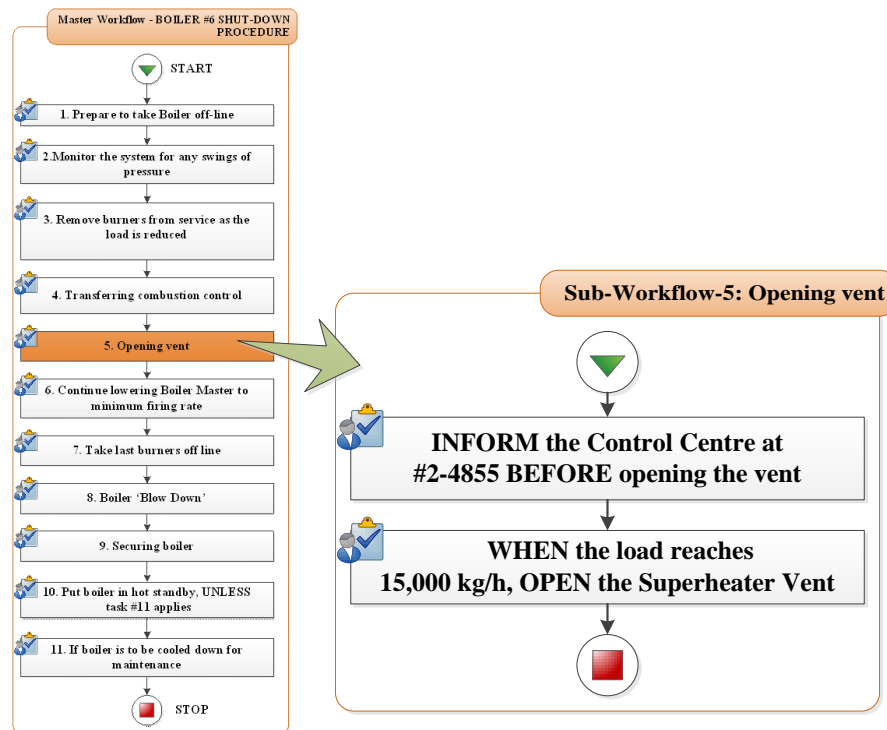 Master Workflow - BOILER #6 SHUT-DOWN
PROCEDURE
START
1. Prepare to take Boiler off-line
2.Monitor the system for any swings of
pressure
3. Remove burners from service as the
load is reduced
4. Transferring combustion control
5. Opening vent
6. Continue lowering Boiler Master to
minimum firing rate
7. Take last burners off line
8. Boiler ‘Blow Down’
9. Securing boiler
10. Put boiler in hot standby, UNLESS
task #11 applies
11. If boiler is to be cooled down for
maintenance
STOP
Sub-Workflow-5: Opening vent
INFORM the Control Centre at
#2-4855 BEFORE opening the vent
WHEN the load reaches
15,000 kg/h, OPEN the Superheater Vent